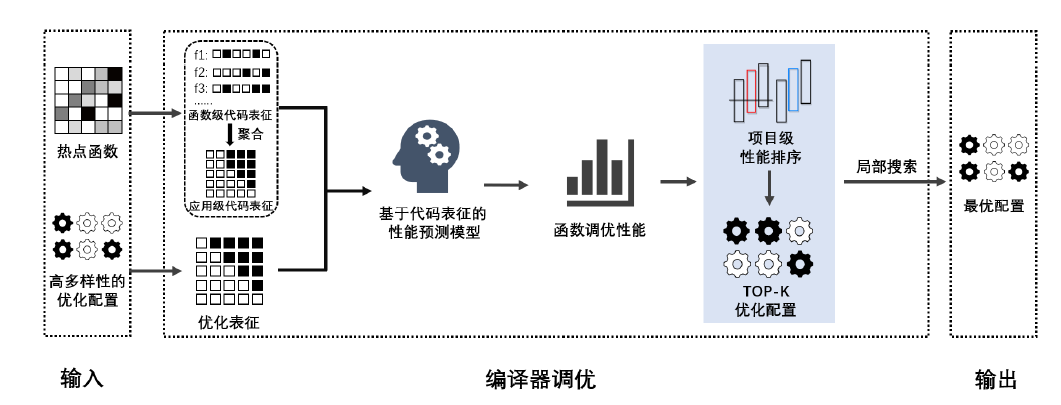 热点函数
高多样性的
优化配置
输入
f1:
f2:
f3:
......
函数级代码表征
聚合
应用级代码表征
优化表征
基于代码表征的
性能预测模型
函数调优性能
项目级
性能排序
TOP-K
优化配置
编译器调优
局部搜索
最优配置
输出